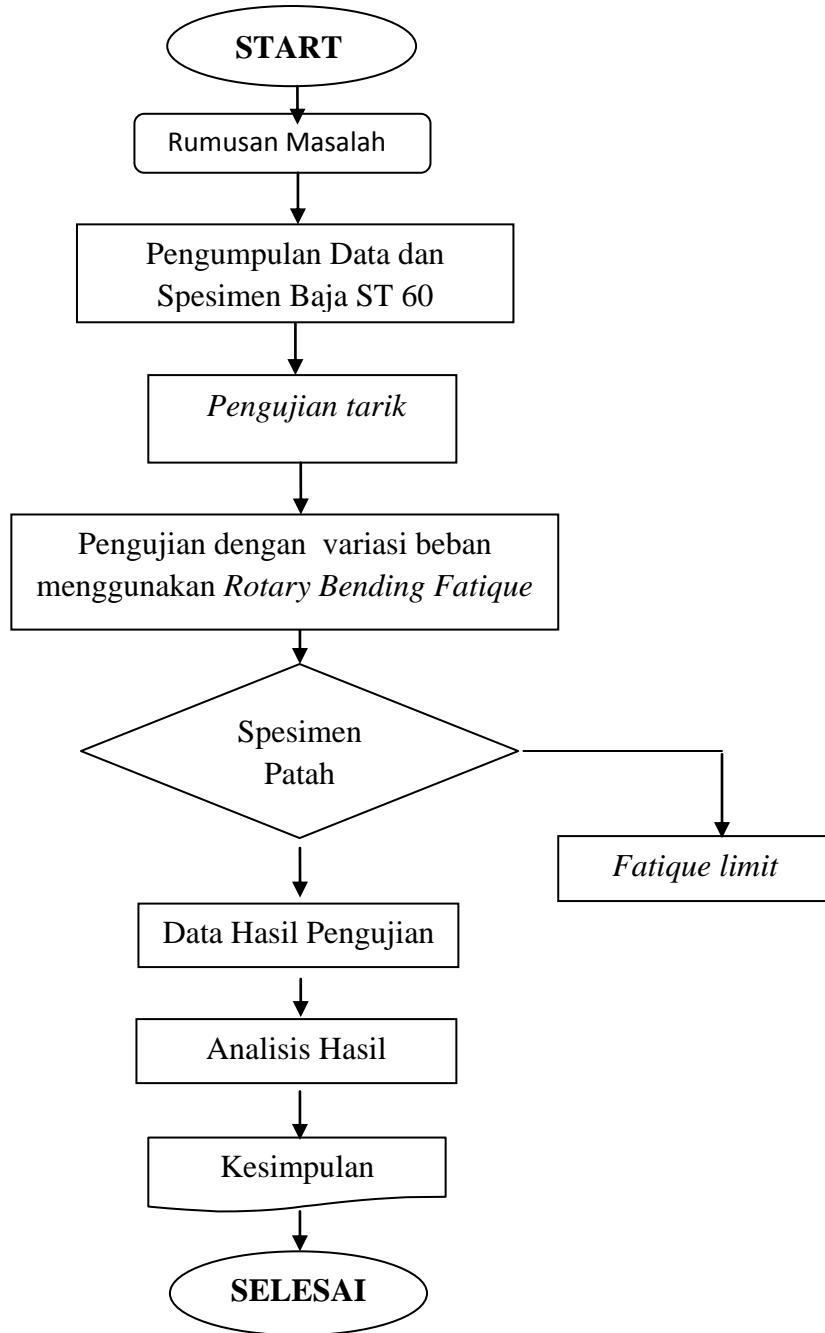 START
Rumusan Masalah
Pengumpulan Data dan
Spesimen Baja ST 60
Pengujian tarik
Pengujian dengan variasi beban
menggunakan Rotary Bending Fatique
Spesimen
Patah
Fatique limit
Data Hasil Pengujian
Analisis Hasil
Kesimpulan
SELESAI